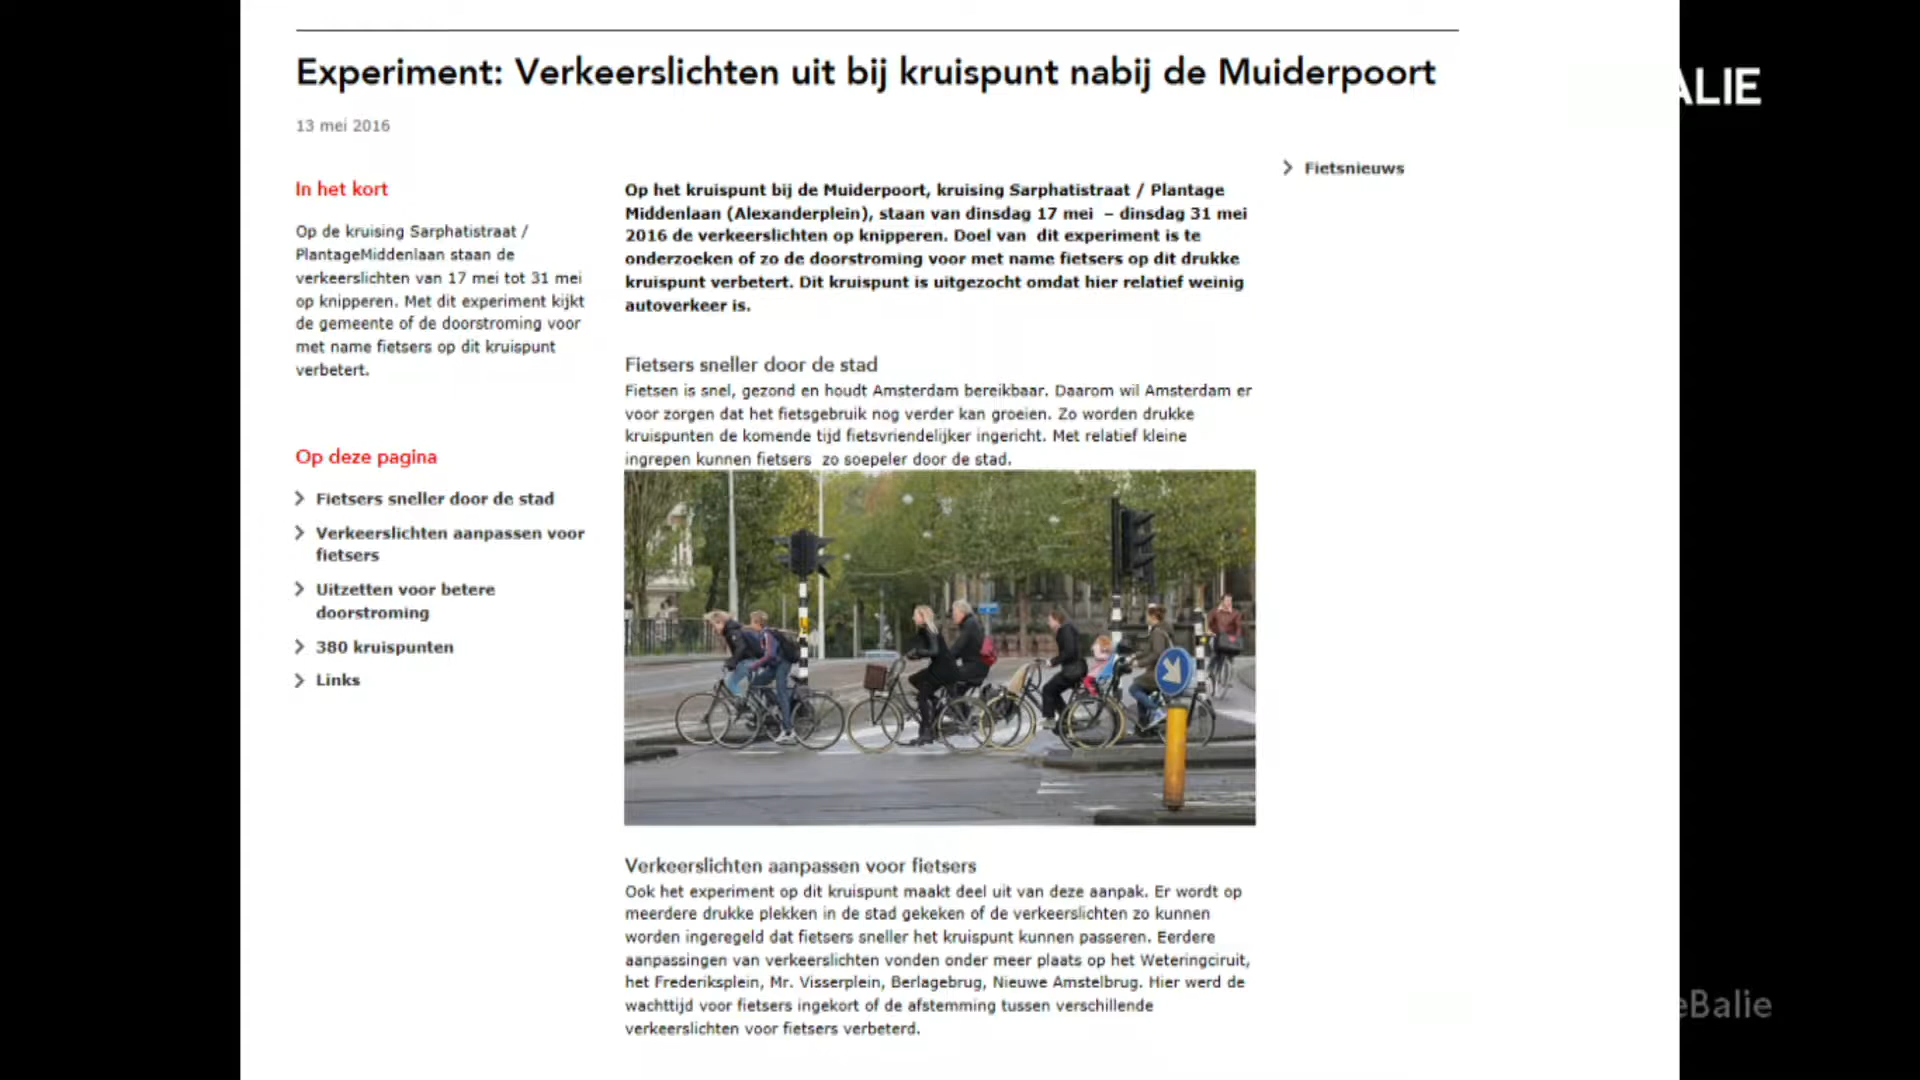 Experiment: Verkeerslichten uit bij kruispunt nabij de Muiderpoort
ALIE
13 mei 2016
In het kort
Op de kruising Sarphatistraat /
PlantageMiddenlaan staan de
verkeerslichten van 17 mei tot 31 mei
op knipperen. Met dit experiment kijkt
de gemeente of de doorstroming voor
met name fietsers op dit kruispunt
verbetert.
Op deze pagina
Fietsers sneller door de stad
Verkeerslichten aanpassen voor
fietsers
Uitzetten voor betere
doorstroming
380 kruispunten
Links
Op het kruispunt bij de Muiderpoort, kruising Sarphatistraat / Plantage
Middenlaan (Alexanderplein), staan van dinsdag 17 mei – dinsdag 31 mei
2016 de verkeerslichten op knipperen. Doel van dit experiment is te
onderzoeken of zo de doorstroming voor met name fietsers op dit drukke
kruispunt verbetert. Dit kruispunt is uitgezocht omdat hier relatief weinig
autoverkeer is.
Fietsers sneller door de stad
Fietsen is snel, gezond en houdt Amsterdam bereikbaar. Daarom wil Amsterdam er
voor zorgen dat het fietsgebruik nog verder kan groeien. Zo worden drukke
kruispunten de komende tijd fietsvriendelijker ingericht. Met relatief kleine
ingrepen kunnen fietsers zo soepeler door de stad.
Verkeerslichten aanpassen voor fietsers
Ook het experiment op dit kruispunt maakt deel uit van deze aanpak. Er wordt op
meerdere drukke plekken in de stad gekeken of de verkeerslichten zo kunnen
worden ingeregeld dat fietsers sneller het kruispunt kunnen passeren. Eerdere
aanpassingen van verkeerslichten vonden onder meer plaats op het Weteringciruit,
het Frederiksplein, Mr. Visserplein, Berlagebrug, Nieuwe Amstelbrug. Hier werd de
wachttijd voor fietsers ingekort of de afstemming tussen verschillende
verkeerslichten voor fietsers verbeterd.
Fietsnieuws
eBalie